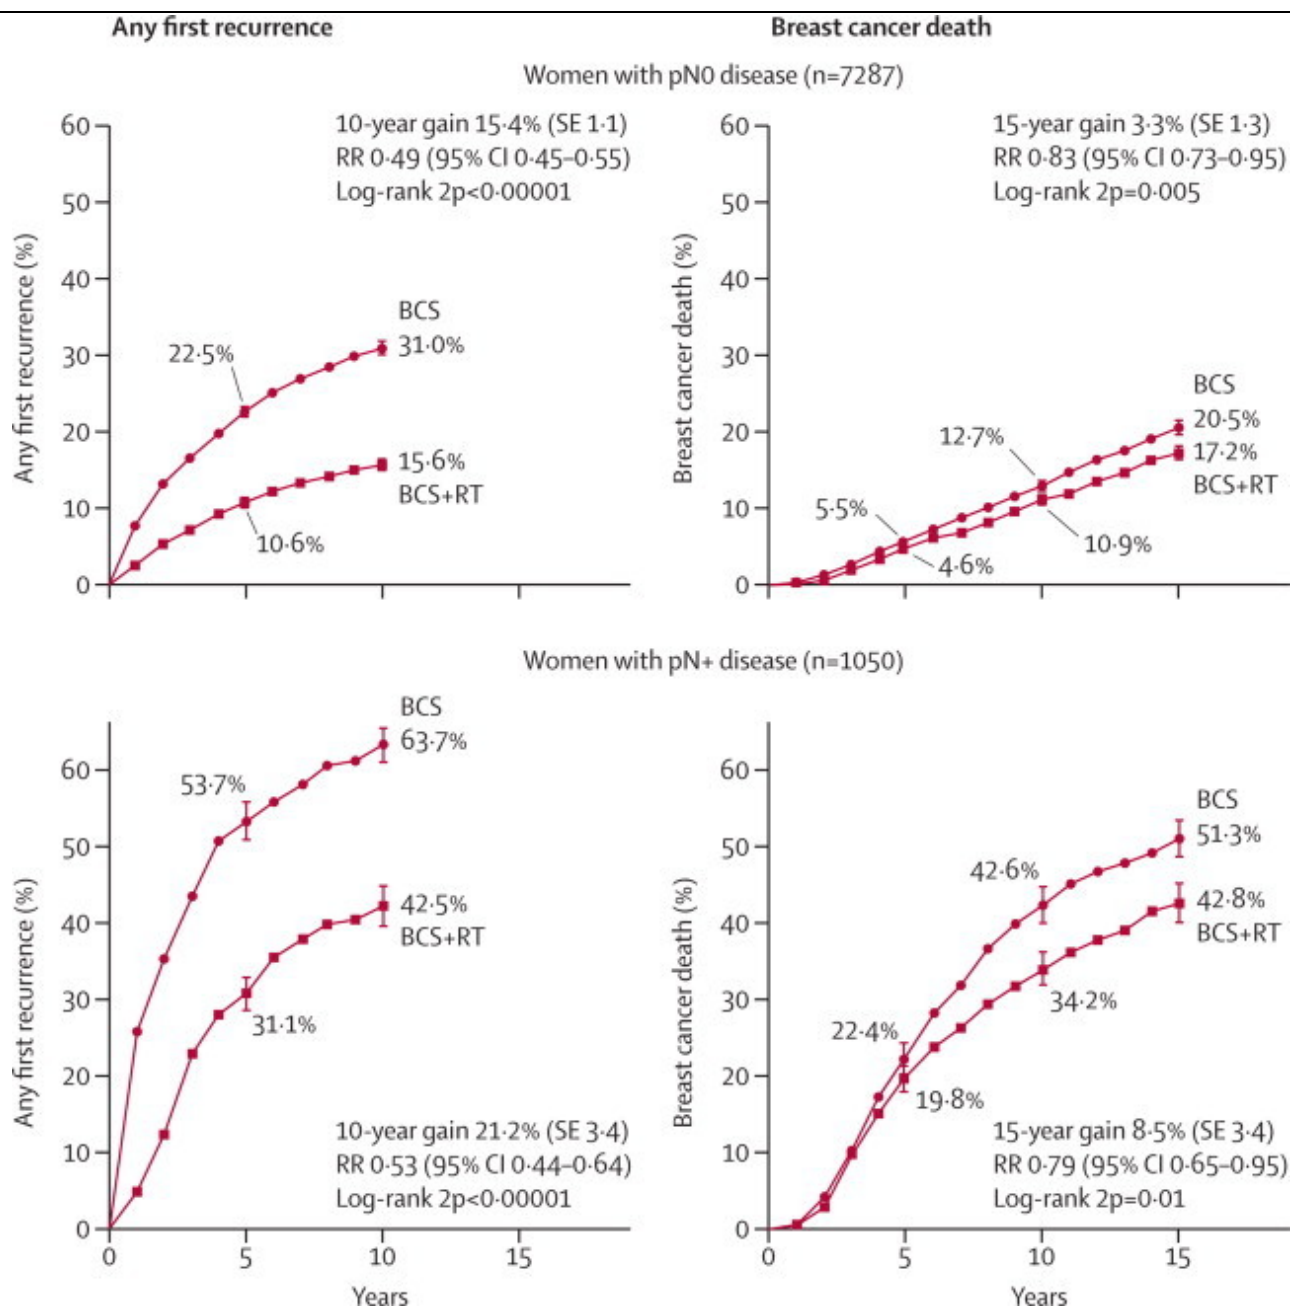 Any first recurrence
Breast cancer death
Women with pN0 disease (n=7287)
10-year gain 15·4% (SE 1·1)
RR 0·49 (95% CI 0·45–0·55)
Log-rank 2p<0·00001
Any first recurrence (%)
60
50
40
30
20
10
0
22·5%
BCS
31·0%
15·6%
BCS+RT
10·6%
15-year gain 3·3% (SE 1·3)
RR 0·83 (95% CI 0·73–0·95)
Log-rank 2p=0·005
Breast cancer death (%)
60
50
40
30
20
10
0
5·5%
12·7%
BCS
20·5%
17·2%
BCS+RT
10·9%
4·6%
Women with pN+ disease (n=1050)
Any first recurrence (%)
60
50
40
30
20
10
0
53·7%
BCS
63·7%
42·5%
BCS+RT
31·1%
10-year gain 21·2% (SE 3·4)
RR 0·53 (95% CI 0·44–0·64)
Log-rank 2p<0·00001
0
5
10
15
Years
Breast cancer death (%)
60
50
40
30
20
10
0
22·4%
42·6%
BCS
51·3%
42·8%
BCS+RT
34·2%
19·8%
15-year gain 8·5% (SE 3·4)
RR 0·79 (95% CI 0·65–0·95)
Log-rank 2p=0·01
0
5
10
15
Years